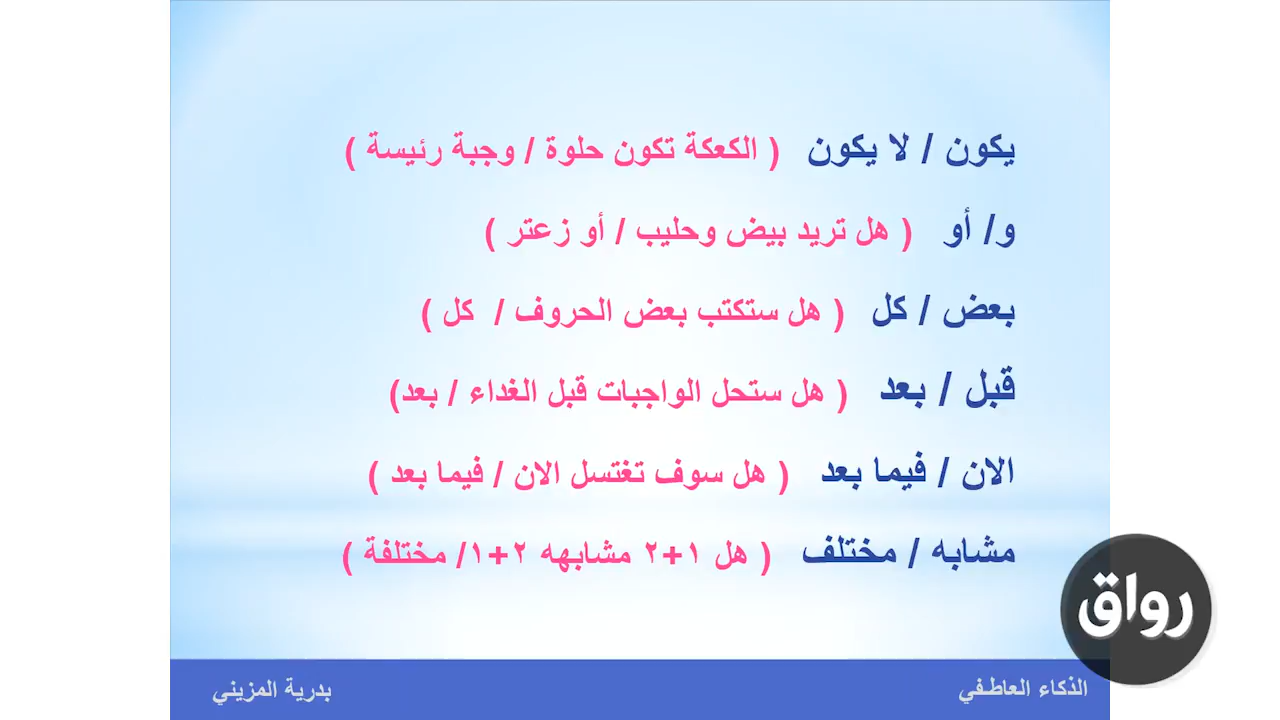 يكون / لا يكون ( الكعكة تكون حلوة / وجبة رئيسة )
و/ أو ( هل تريد بيض وحليب / أو زعتر )
بعض / كل ( هل ستكتب بعض الحروف / كل )
قبل / بعد ( هل ستحل الواجبات قبل الغداء / بعد)
الان / فيما بعد ( هل سوف تغتسل الان / فيما بعد )
مشابه / مختلف ( هل ١+٢ مشابهه ٢+١/ مختلفة )
رواق
الذكاء العاطفي
بدرية المزيني